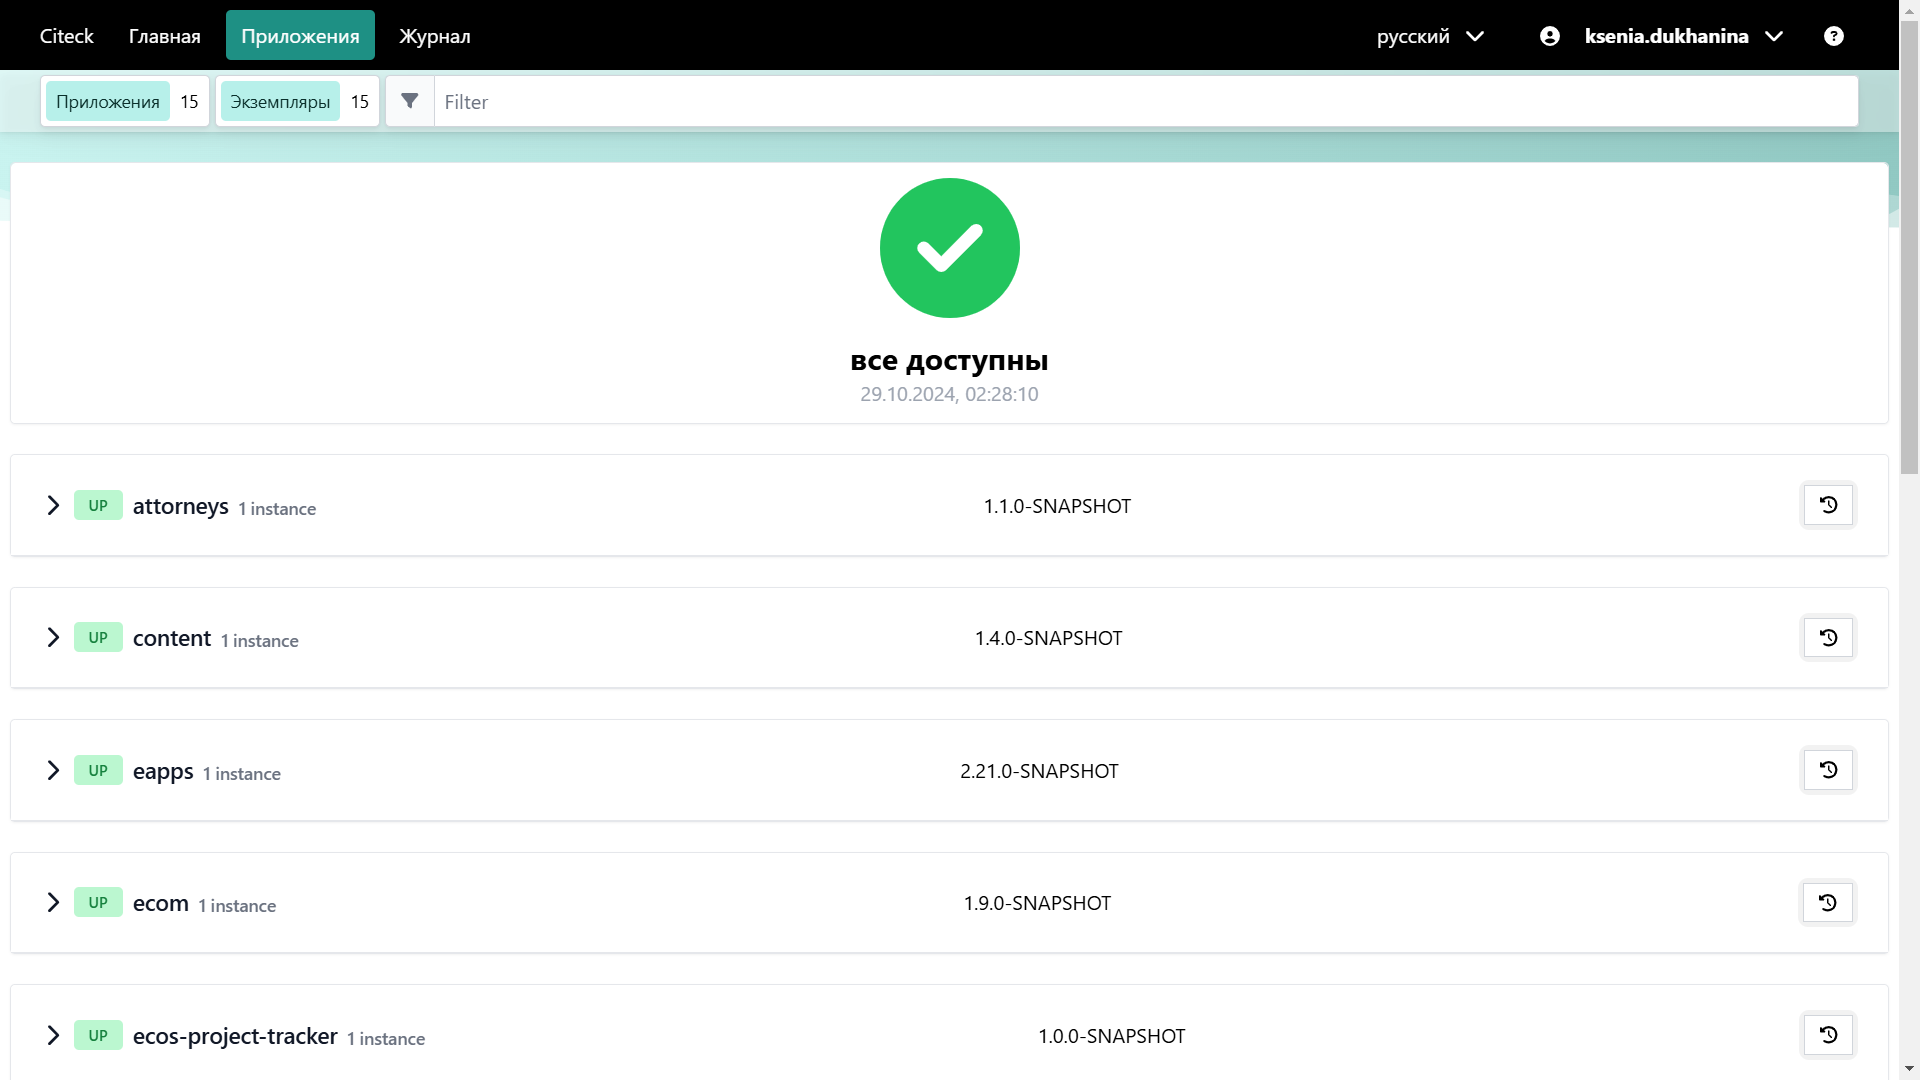 Citeck Главная Приложения Журнал русский ksenia.dukhanina ?
Приложения 15 Экземпляры 15 Filter
все доступны
29.10.2024, 02:28:10
UP attorneys 1 instance 1.1.0-SNAPSHOT
UP content 1 instance 1.4.0-SNAPSHOT
UP eapps 1 instance 2.21.0-SNAPSHOT
UP ecom 1 instance 1.9.0-SNAPSHOT
UP ecos-project-tracker 1 instance 1.0.0-SNAPSHOT